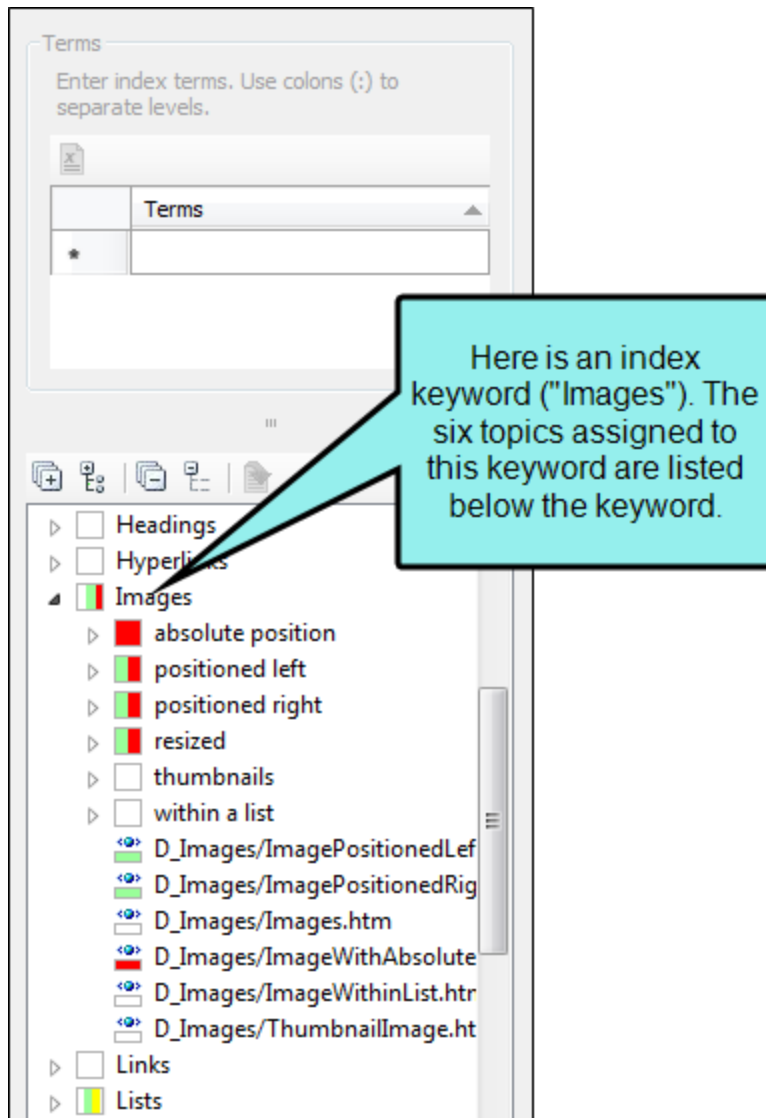 Terms
Enter index terms. Use colons (:) to
separate levels.
Terms
*
Here is an index
keyword ("Images"). The
six topics assigned to
this keyword are listed
below the keyword.
Headings
Hyperlinks
Images
absolute position
positioned left
positioned right
resized
thumbnails
within a list
D_Images/ImagePositionedLef
D_Images/ImagePositionedRig
D_Images/Images.htm
D_Images/ImageWithAbsolute
D_Images/ImageWithinList.htr
D_Images/ThumbnailImage.ht
Links
Lists